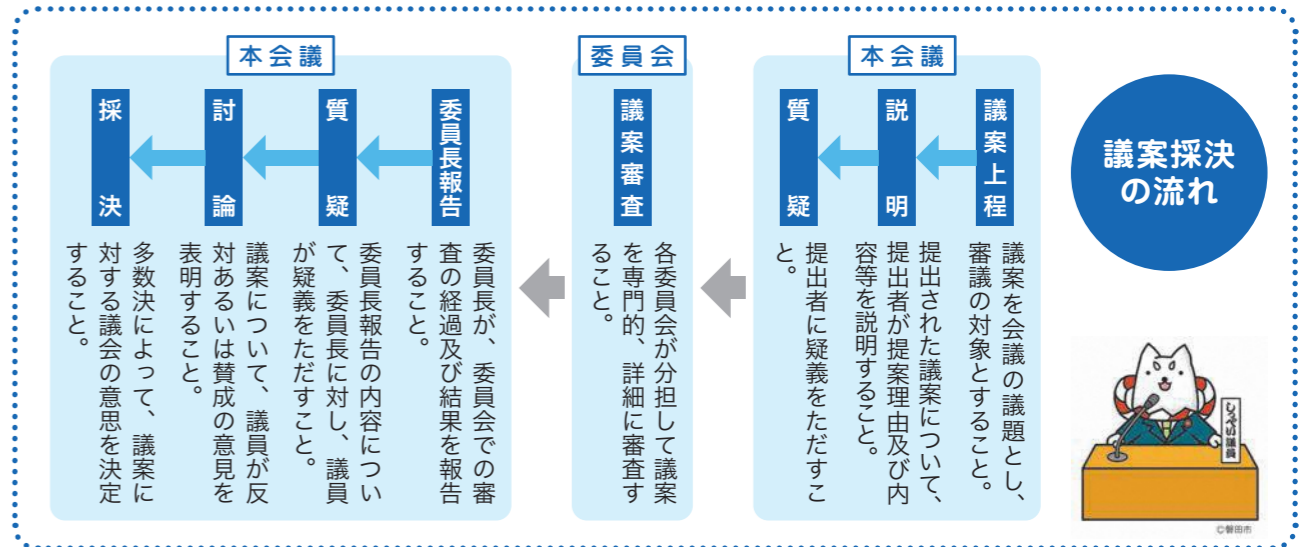 議案採決
の流れ
しっぺい議員
©磐田市
本会議
議案上程
議案を会議の議題とし、
審議の対象とすること。
説明
提出された議案について、
提出者が提案理由及び内
容等を説明すること。
質疑
提出者に疑義をただすこ
と。
委員会
議案審査
各委員会が分担して議案
を専門的、詳細に審査す
ること。
本会議
委員長報告
委員長が、委員会での審
査の経過及び結果を報告
すること。
質疑
委員長報告の内容につい
て、委員長に対し、議員
が疑義をただすこと。
討論
議案について、議員が反
対あるいは賛成の意見を
表明すること。
採決
多数決によって、議案に
対する議会の意思を決定
すること。